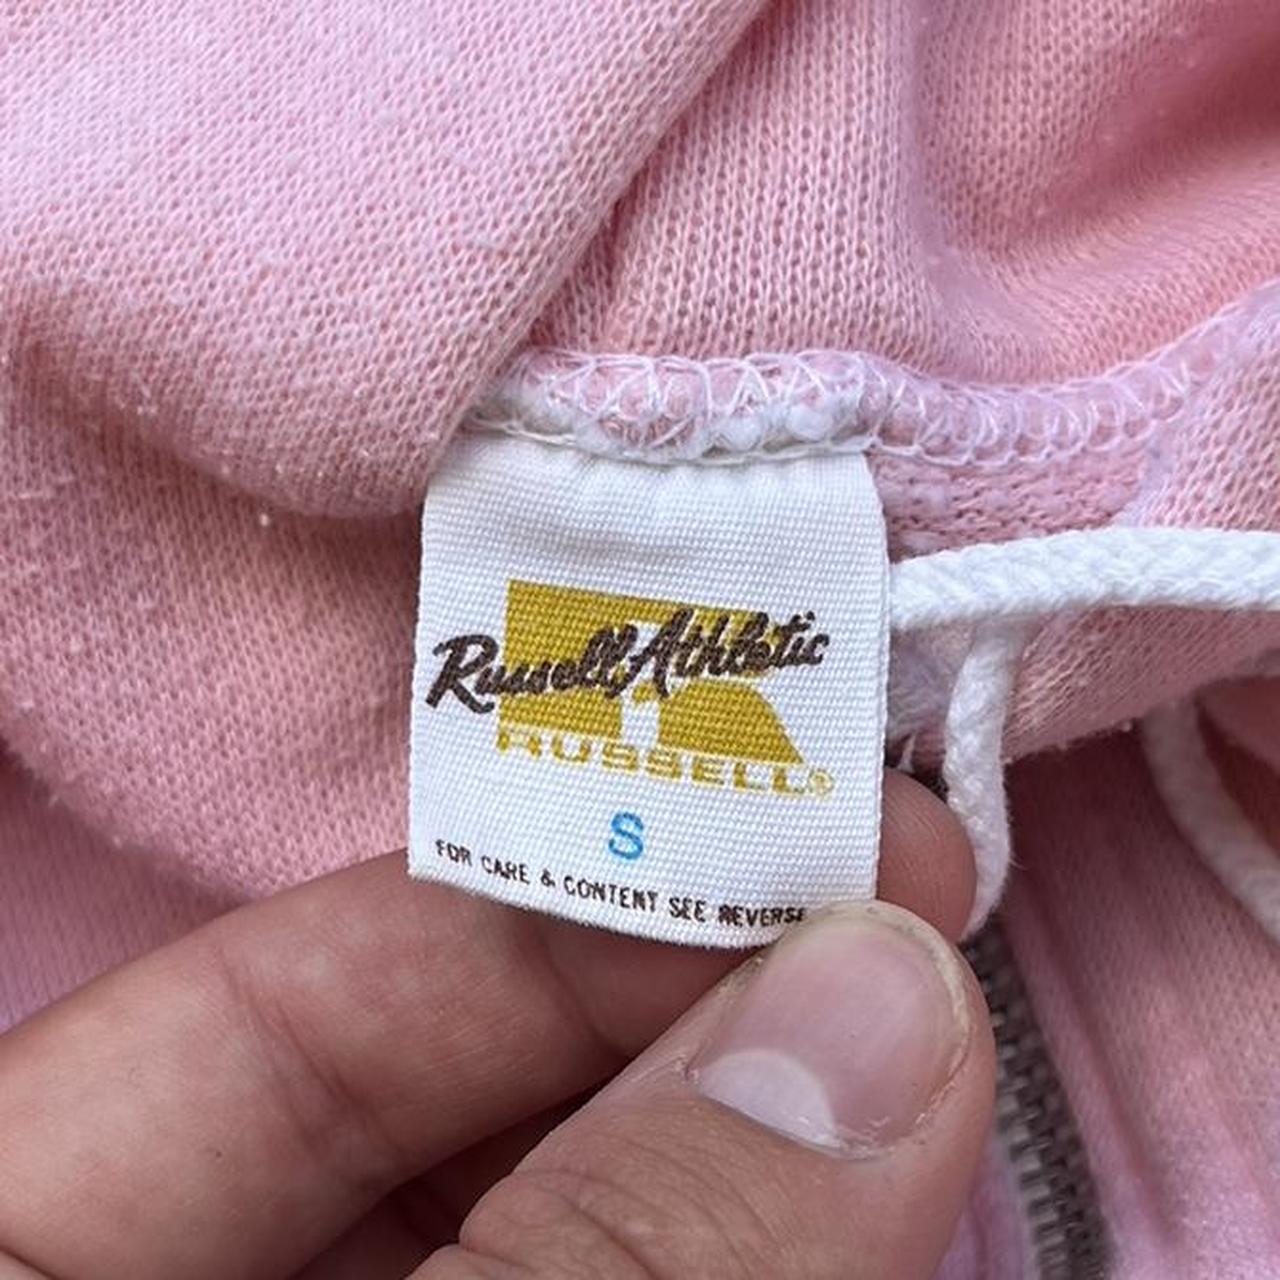 Russell Athletic
RUSSELL®
S
FOR CARE & CONTENT SEE REVERSE